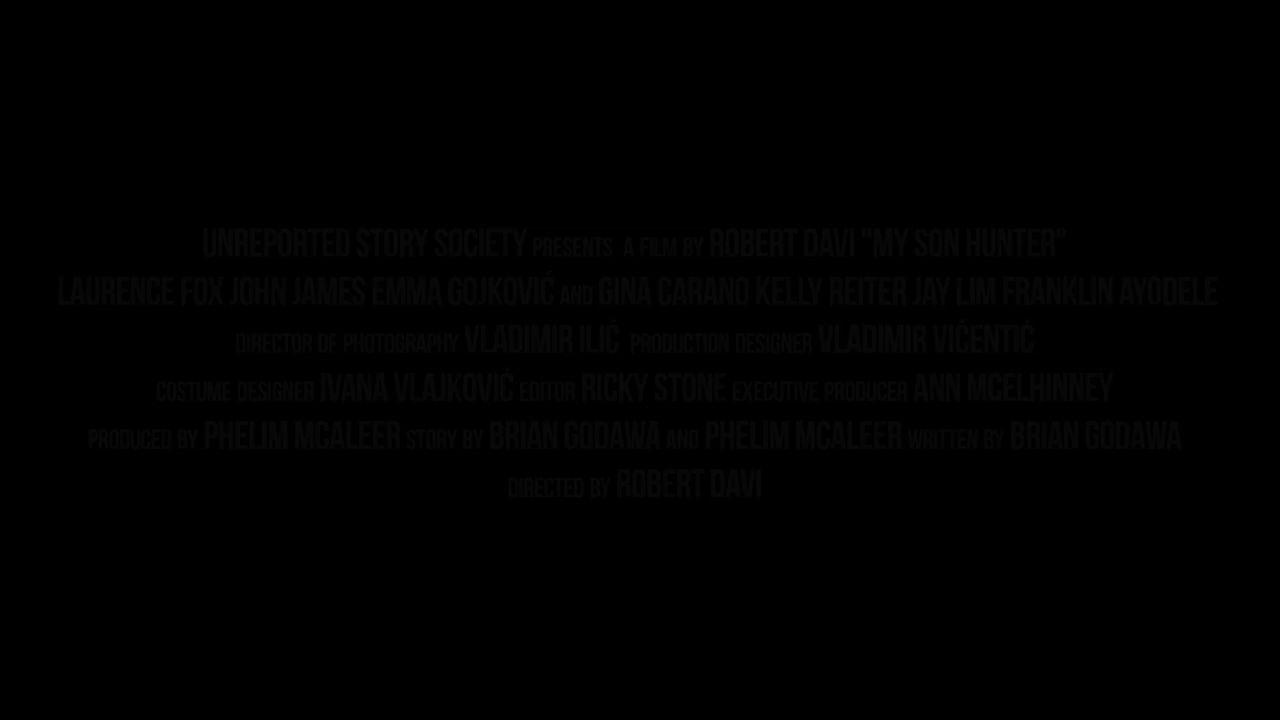 UNREPORTED STORY SOCIETY PRESENTS A FILM BY ROBERT DAVI "MY SON HUNTER"
LAURENCE FOX JOHN JAMES EMMA GOJKOVIĆ AND GINA CARANO KELLY REITER JAY LIM FRANKLIN AYODELE
DIRECTOR OF PHOTOGRAPHY VLADIMIR ILIĆ PRODUCTION DESIGNER VLADIMIR VIČENTIĆ
COSTUME DESIGNER IVANA VLAJKOVIĆ EDITOR RICKY STONE EXECUTIVE PRODUCER ANN MCELHINNEY
PRODUCED BY PHELIM MCALEER STORY BY BRIAN GODAWA AND PHELIM MCALEER WRITTEN BY BRIAN GODAWA
DIRECTED BY ROBERT DAVI